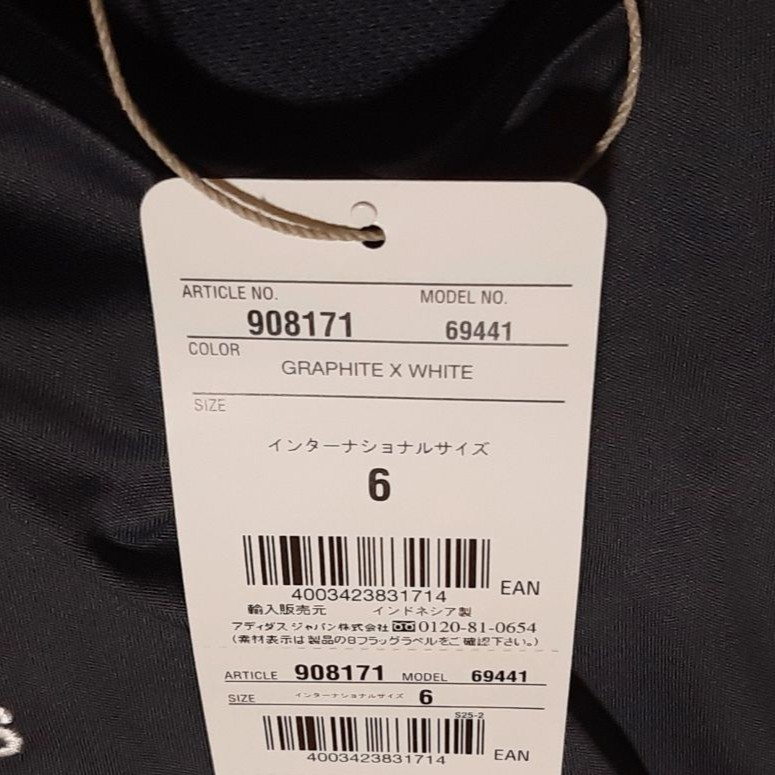 ARTICLE NO. MODEL NO.
908171 69441
COLOR
GRAPHITE X WHITE
SIZE
インターナショナルサイズ
6
EAN
4003423831714
輸入販売元 インドネシア製
アディダス ジャパン株式会社 0120-81-0654
(素材表示は製品のBフラッグラベルをご確認下さい。)
ARTICLE 908171 MODEL 69441
SIZE インターナショナルサイズ 6
S25-2
EAN
4003423831714